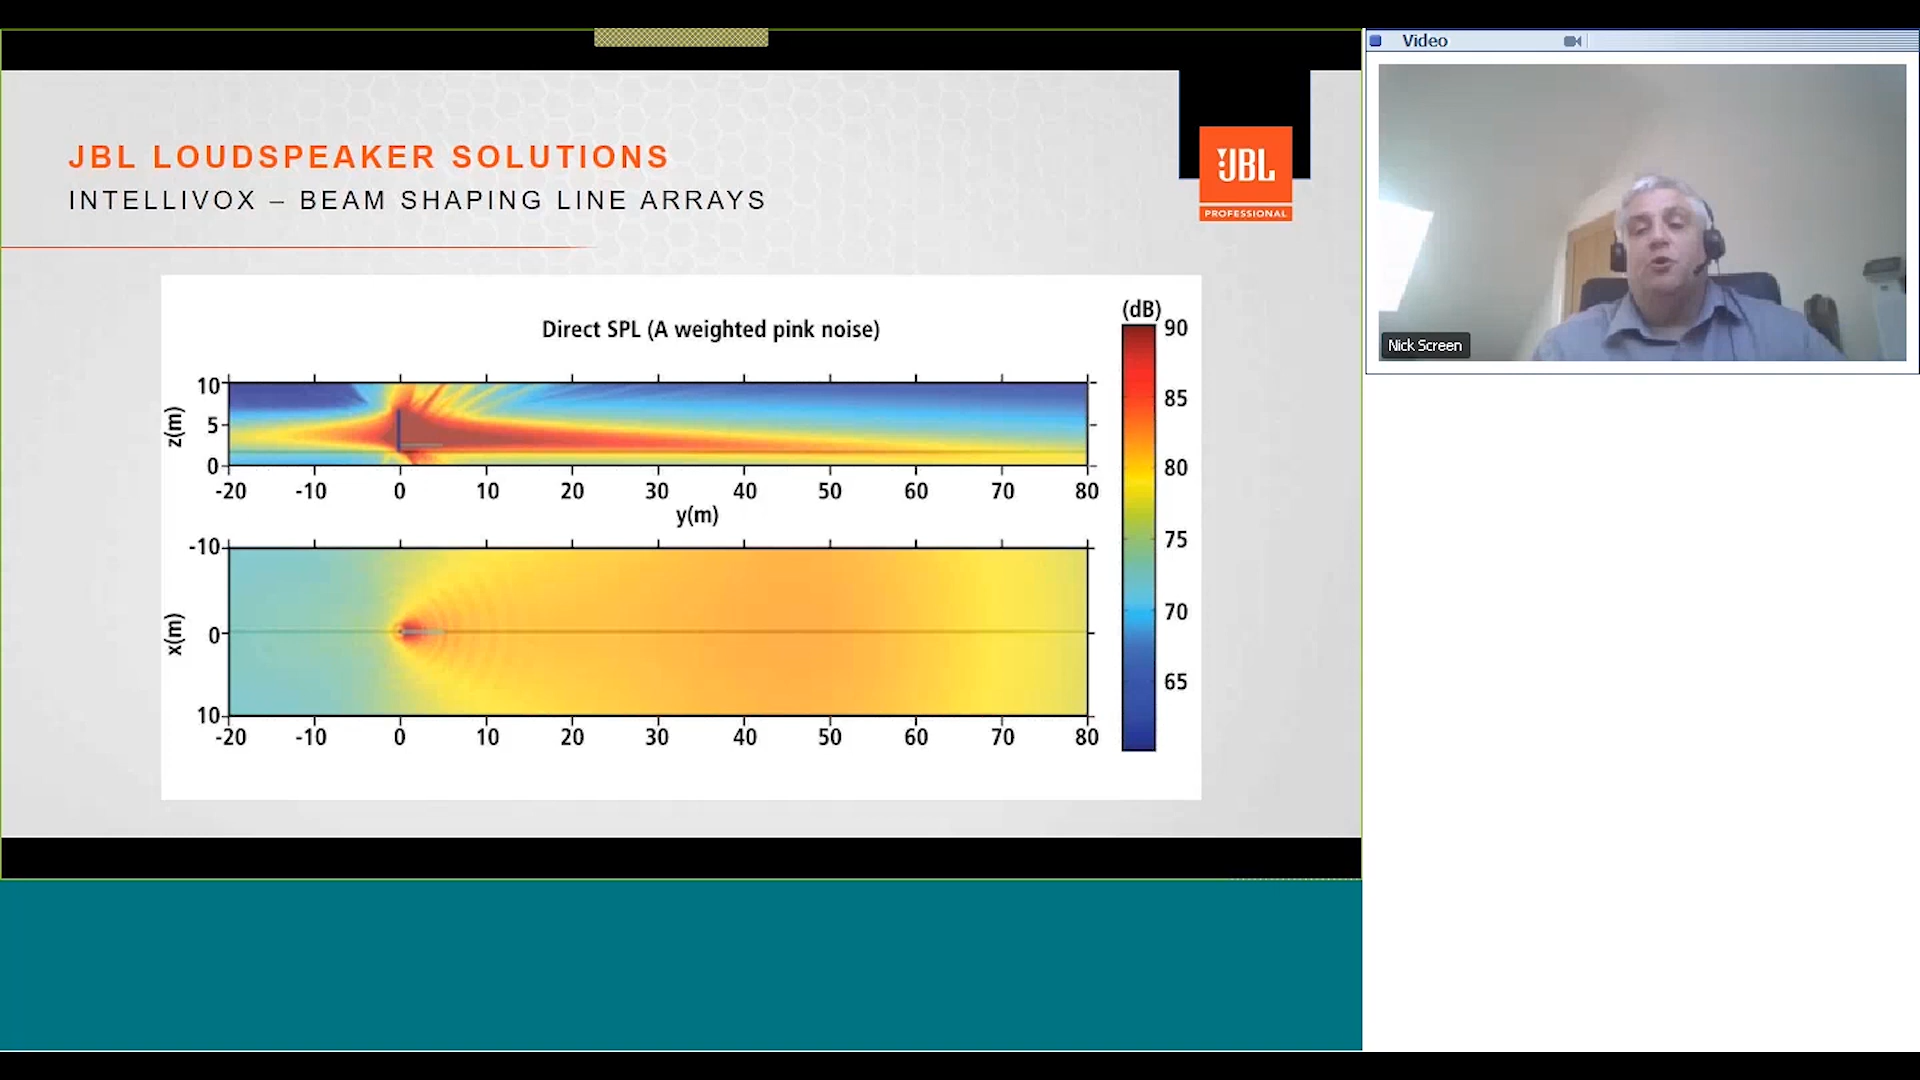 JBL LOUDSPEAKER SOLUTIONS
INTELLIVOX – BEAM SHAPING LINE ARRAYS
JBL
PROFESSIONAL
Direct SPL (A weighted pink noise)
(dB)
90
85
80
75
70
65
z(m)
10
5
0
-20 -10 0 10 20 30 40 50 60 70 80
y(m)
x(m)
-10
0
10
-20 -10 0 10 20 30 40 50 60 70 80
Video
Nick Screen